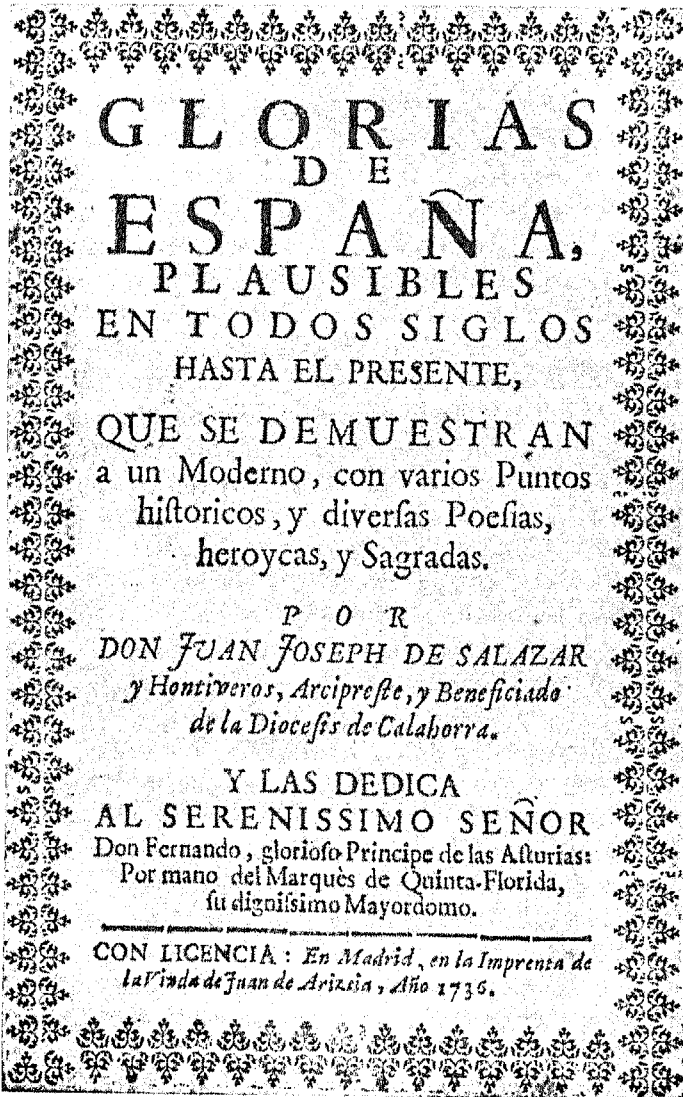 GLORIAS
DE
ESPAÑA,
PLAUSIBLES
EN TODOS SIGLOS
HASTA EL PRESENTE,
QUE SE DEMUESTRAN
a un Moderno, con varios Puntos
hiſtoricos, y diverſas Poeſias,
heroycas, y Sagradas.
POR
DON JUAN JOSEPH DE SALAZAR
y Hontiveros, Arcipreſte, y Beneficiado
de la Dioceſis de Calahorra.
Y LAS DEDICA
AL SERENISSIMO SEÑOR
Don Fernando, glorioſo Principe de las Aſturias:
Por mano del Marquès de Quinta-Florida,
ſu digniſsimo Mayordomo.
CON LICENCIA: En Madrid, en la Imprenta de
la Viuda de Juan de Ariztia, Año 1736.